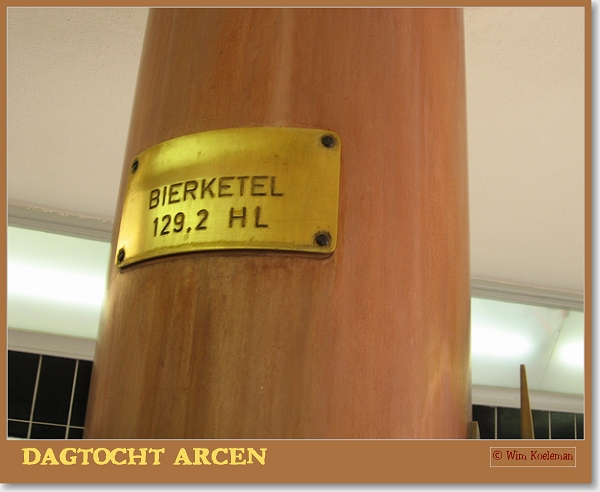 BIERKETEL
129,2 HL
DAGTOCHT ARCEN
© Wim Koeleman